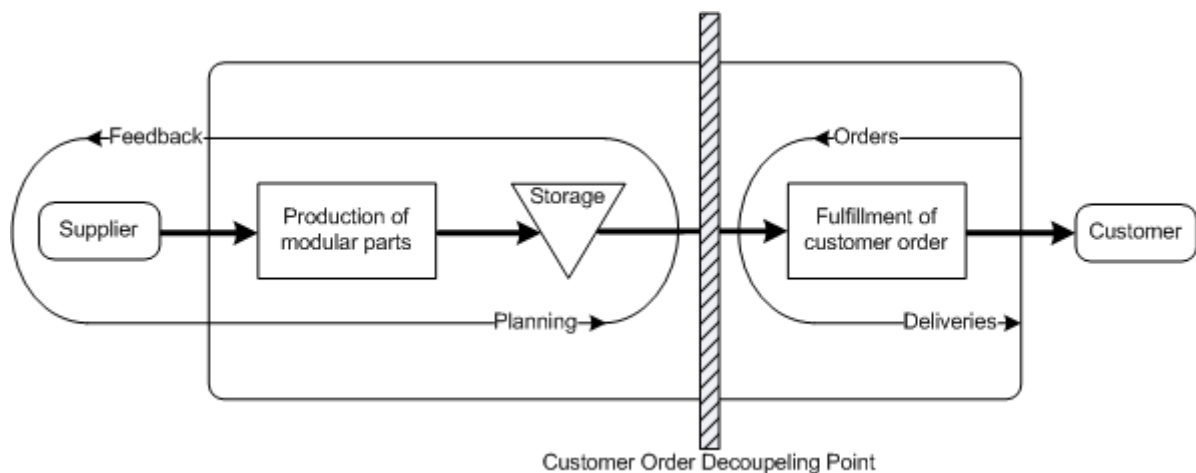 Feedback
Orders
Supplier
Production of
modular parts
Storage
Fulfillment of
customer order
Customer
Planning
Deliveries
Customer Order Decoupeling Point